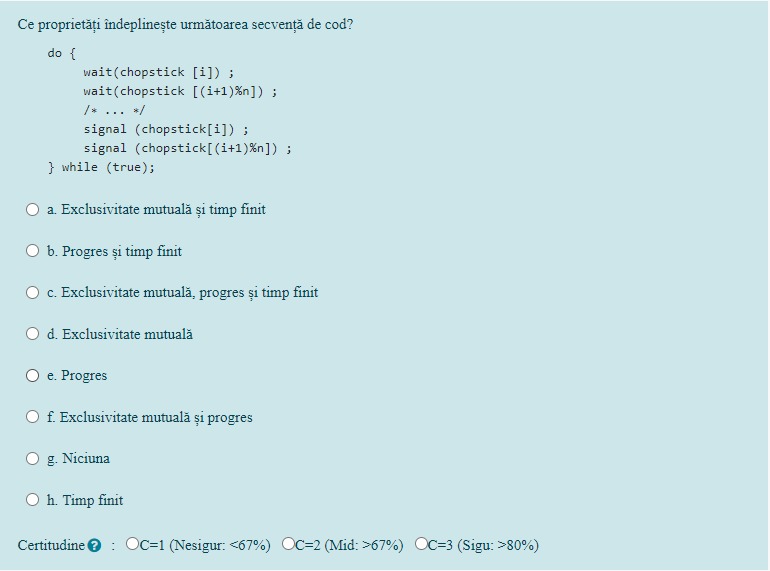 Ce proprietăți îndeplinește următoarea secvență de cod?
do {
wait(chopstick [i]) ;
wait(chopstick [(i+1)%n]) ;
/* ... */
signal (chopstick[i]) ;
signal (chopstick[(i+1)%n]) ;
} while (true);
a. Exclusivitate mutuală și timp finit
b. Progres și timp finit
c. Exclusivitate mutuală, progres și timp finit
d. Exclusivitate mutuală
e. Progres
f. Exclusivitate mutuală și progres
g. Niciuna
h. Timp finit
Certitudine ? : C=1 (Nesigur: <67%) C=2 (Mid: >67%) C=3 (Sigu: >80%)